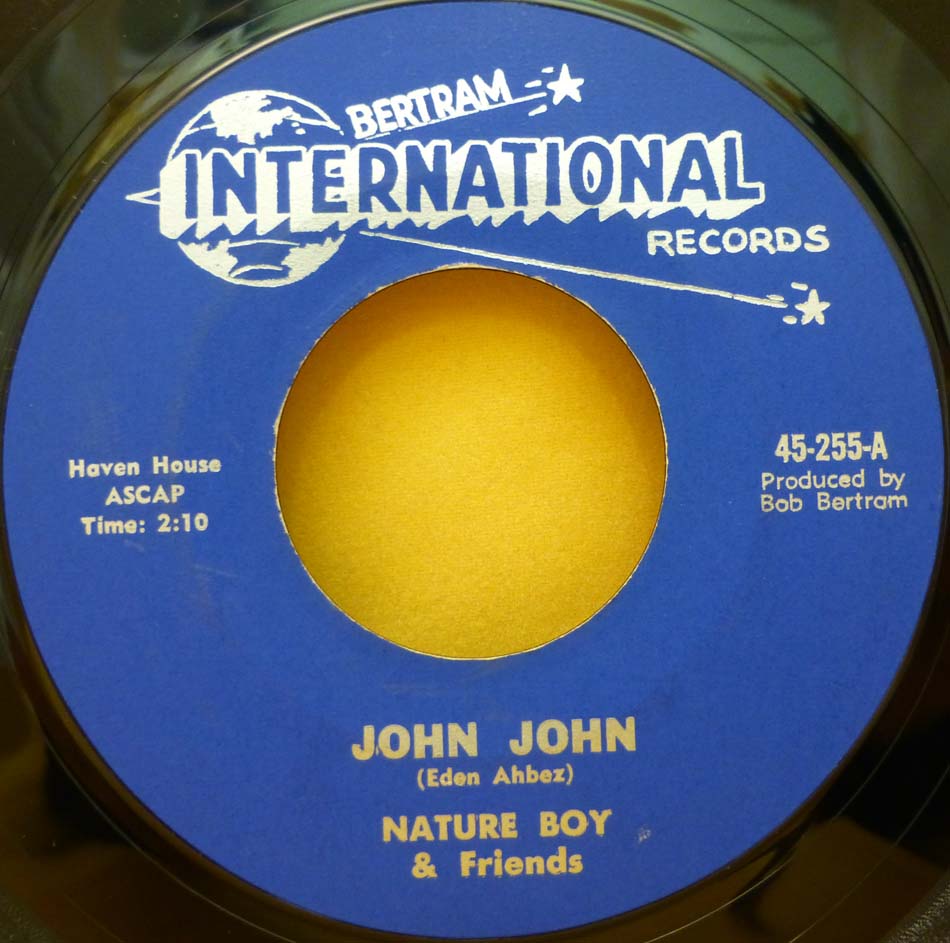 BERTRAM
INTERNATIONAL
RECORDS
Haven House
ASCAP
Time: 2:10
45-255-A
Produced by
Bob Bertram
JOHN JOHN
(Eden Ahbez)
NATURE BOY
& Friends